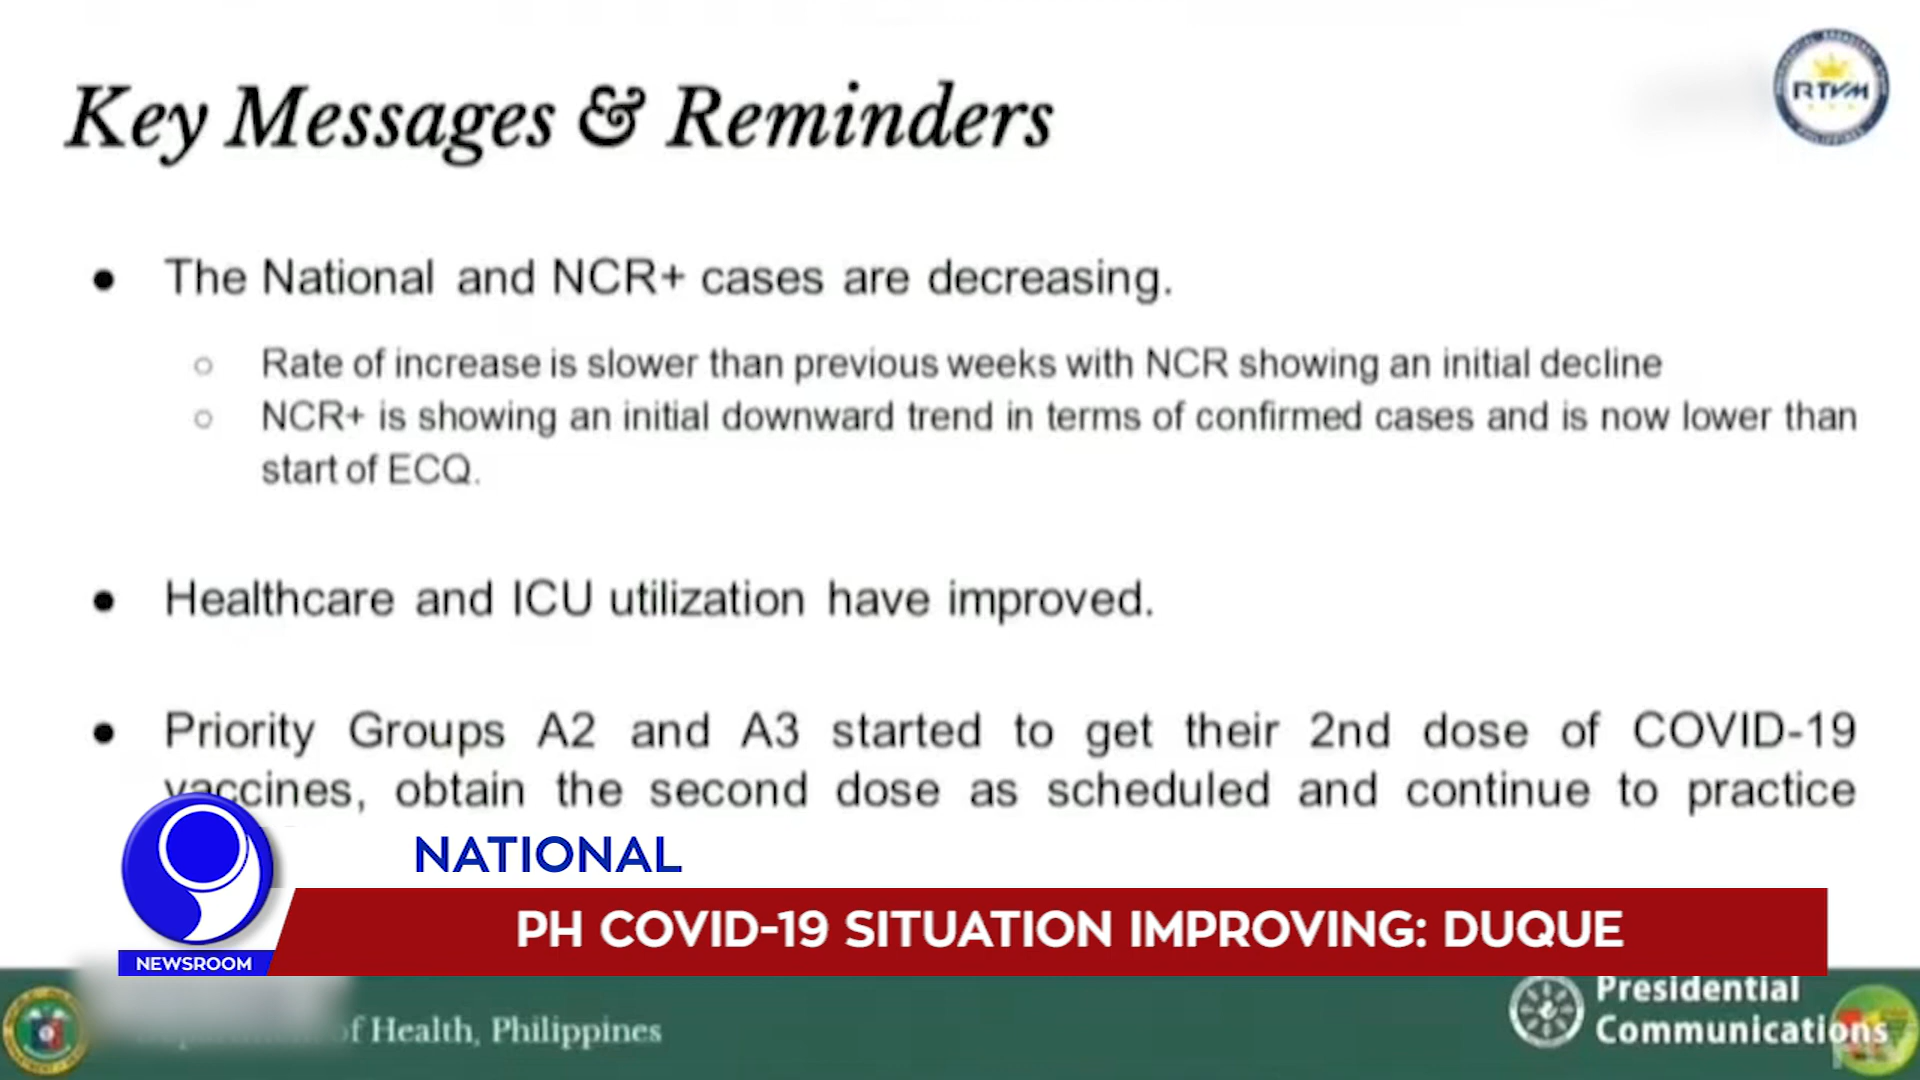 Key Messages & Reminders
RTVM
PHILIPPINES
● The National and NCR+ cases are decreasing.
○ Rate of increase is slower than previous weeks with NCR showing an initial decline
○ NCR+ is showing an initial downward trend in terms of confirmed cases and is now lower than
start of ECQ.
● Healthcare and ICU utilization have improved.
● Priority Groups A2 and A3 started to get their 2nd dose of COVID-19
vaccines, obtain the second dose as scheduled and continue to practice
NATIONAL
PH COVID-19 SITUATION IMPROVING: DUQUE
NEWSROOM
of Health, Philippines
Presidential
Communications